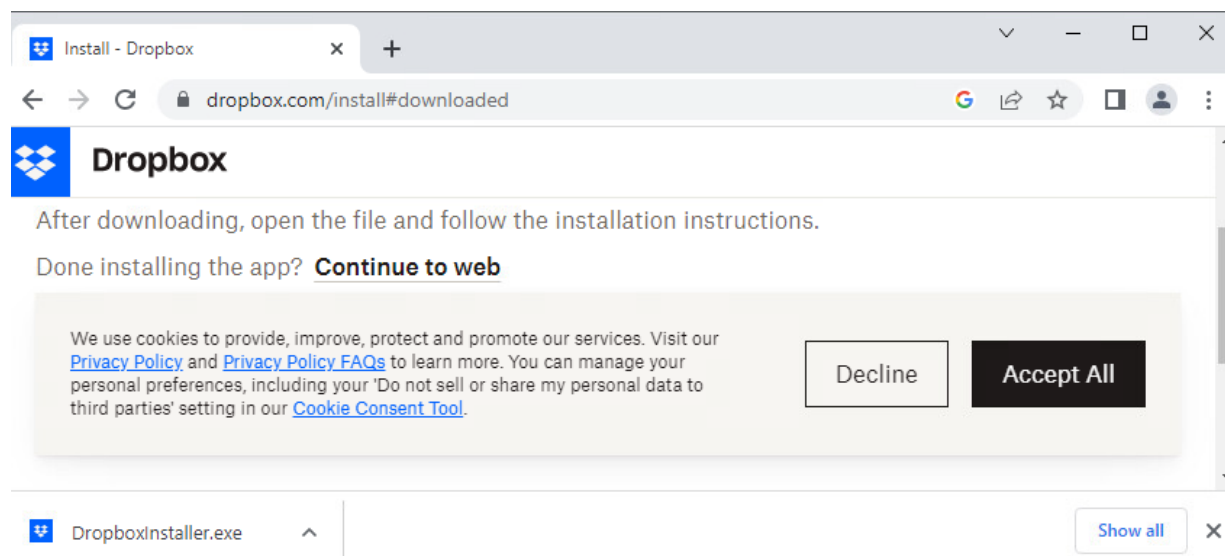 Install - Dropbox
dropbox.com/install#downloaded
Dropbox
After downloading, open the file and follow the installation instructions.
Done installing the app? Continue to web
We use cookies to provide, improve, protect and promote our services. Visit our
Privacy Policy and Privacy Policy FAQs to learn more. You can manage your
personal preferences, including your 'Do not sell or share my personal data to
third parties' setting in our Cookie Consent Tool.
Decline
Accept All
DropboxInstaller.exe
Show all